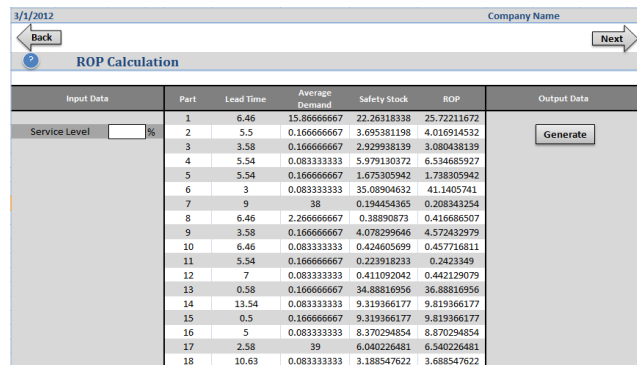 3/1/2012 Company Name
Back Next
? ROP Calculation
Input Data Part Lead Time Average Demand Safety Stock ROP Output Data
1 6.46 15.86666667 22.26318338 25.72211672
Service Level % 2 5.5 0.166666667 3.695381198 4.016914532 Generate
3 3.58 0.166666667 2.929938139 3.080438139
4 5.54 0.083333333 5.979130372 6.534685927
5 5.54 0.166666667 1.675305942 1.738305942
6 3 0.083333333 35.08904632 41.1405741
7 9 38 0.194454365 0.208343254
8 6.46 2.266666667 0.38890873 0.416686507
9 3.58 0.166666667 4.078299646 4.572432979
10 6.46 0.083333333 0.424605699 0.457716811
11 5.54 0.166666667 0.223918233 0.2423349
12 7 0.083333333 0.411092042 0.442129079
13 0.58 0.166666667 34.88816956 36.88816956
14 13.54 0.083333333 9.319366177 9.819366177
15 0.5 0.166666667 9.319366177 9.819366177
16 5 0.083333333 8.370294854 8.870294854
17 2.58 39 6.040226481 6.540226481
18 10.63 0.083333333 3.188547622 3.688547622